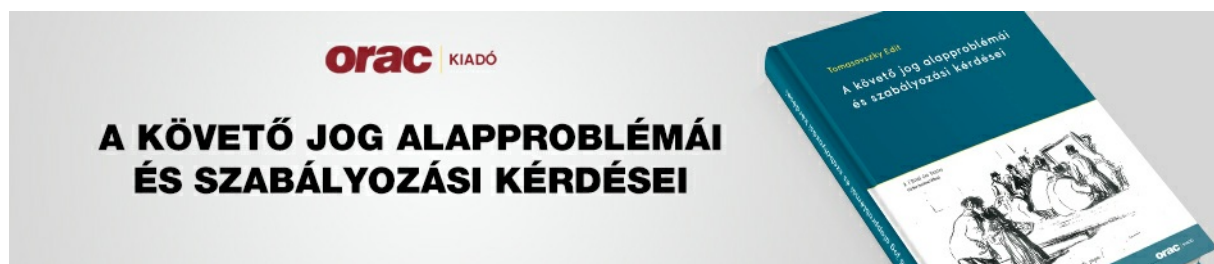 orac KIADÓ
A KÖVETŐ JOG ALAPPROBLÉMÁI
ÉS SZABÁLYOZÁSI KÉRDÉSEI
Tomasovszky Edit
A követő jog alapproblémái
és szabályozási kérdései
orac